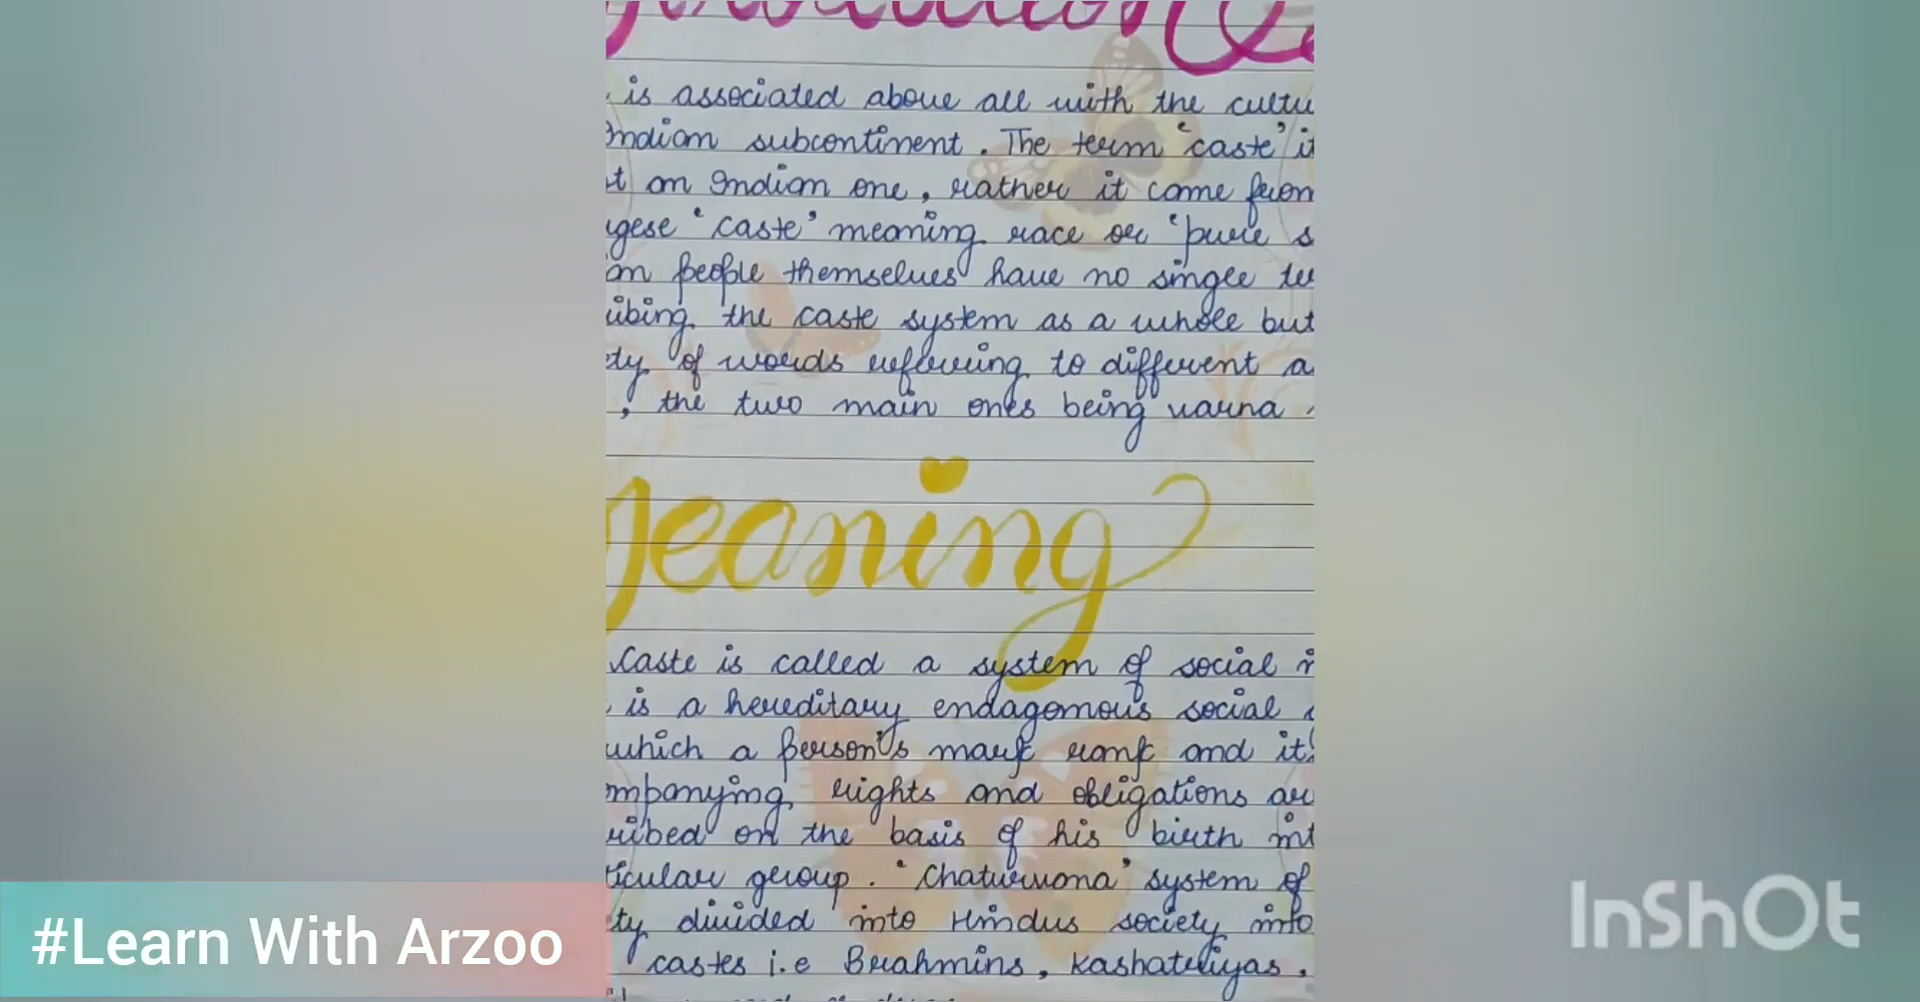 is associated above all with the cultu
Indian subcontinent. The term 'caste' it
t an Indian one, rather it come from
gese 'caste' meaning race or 'pure s
an people themselves have no single te
ibing the caste system as a whole but
ty of words referring to different a
, the two main ones being varna
eaning
Caste is called a system of social
is a hereditary endagomous social
which a person's mark rank and it
mpanying rights and obligations ar
ribed on the basis of his birth int
ticular group. 'Chaturvona' system of
ty divided into Hindus society into
castes i.e Brahmins, Kashatriyas.
#Learn With Arzoo
InShOt